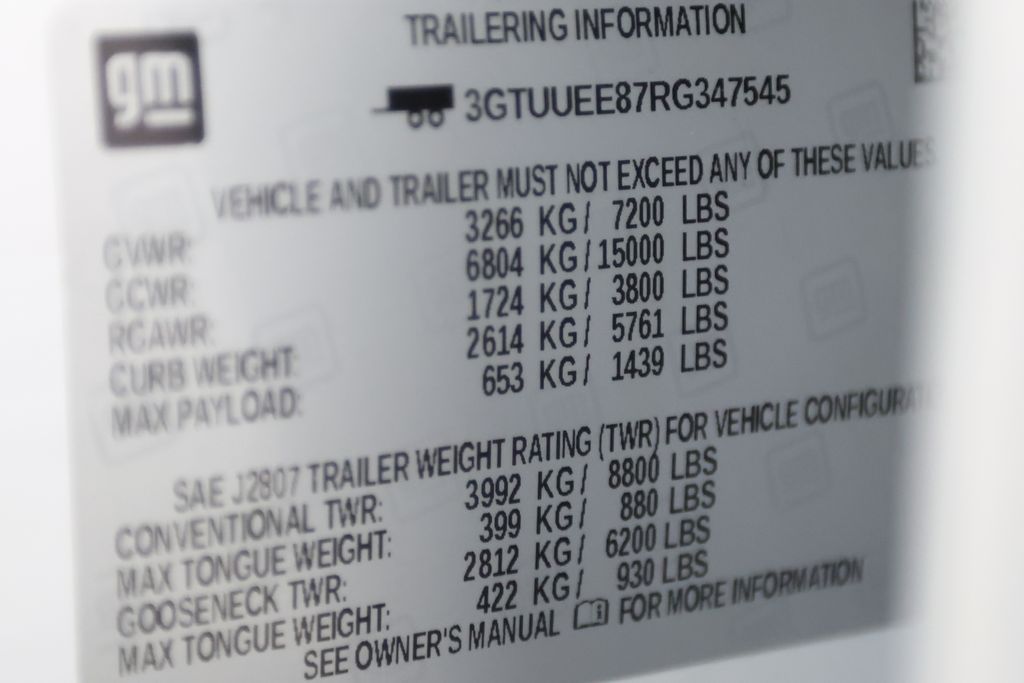 gm
TRAILERING INFORMATION
3GTUUEE87RG347545
VEHICLE AND TRAILER MUST NOT EXCEED ANY OF THESE VALUES
GVWR: 3266 KG/ 7200 LBS
GCWR: 6804 KG/ 15000 LBS
RGAWR: 1724 KG/ 3800 LBS
CURB WEIGHT: 2614 KG/ 5761 LBS
MAX PAYLOAD: 653 KG/ 1439 LBS
SAE J2807 TRAILER WEIGHT RATING (TWR) FOR VEHICLE CONFIGURA
CONVENTIONAL TWR: 3992 KG/ 8800 LBS
MAX TONGUE WEIGHT: 399 KG/ 880 LBS
GOOSENECK TWR: 2812 KG/ 6200 LBS
MAX TONGUE WEIGHT: 422 KG/ 930 LBS
SEE OWNER'S MANUAL FOR MORE INFORMATION